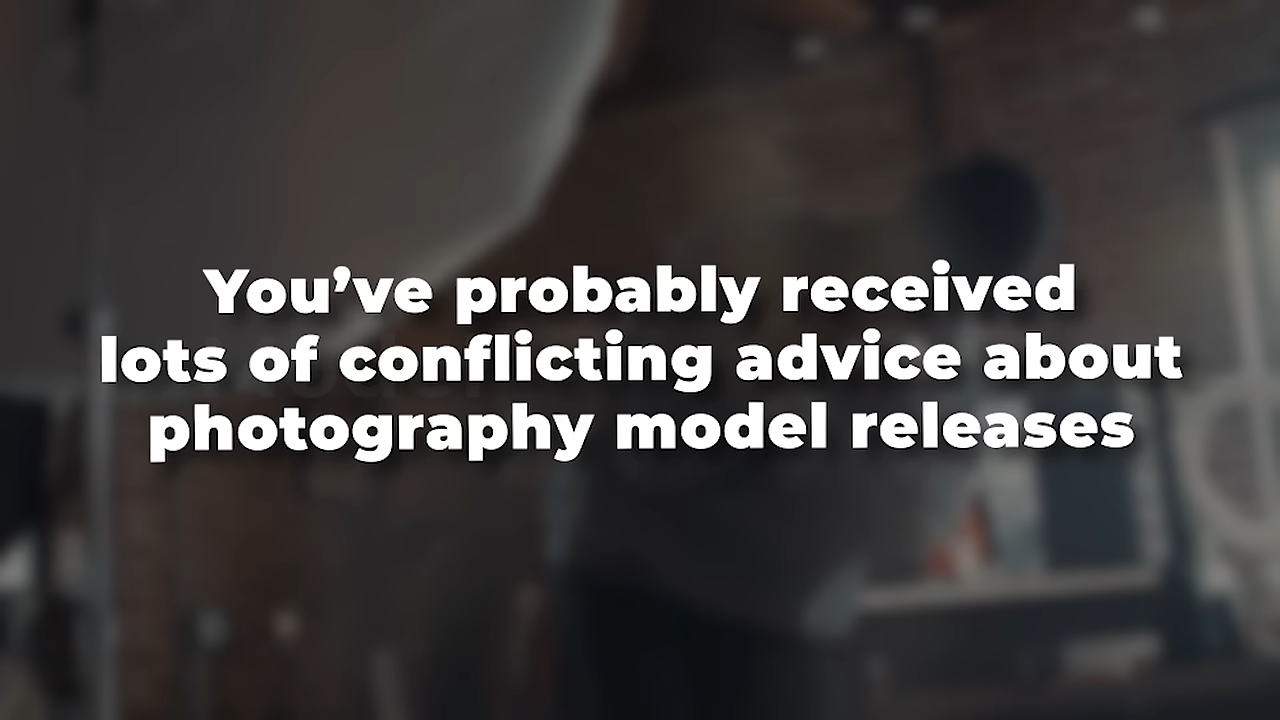 You’ve probably received
lots of conflicting advice about
photography model releases